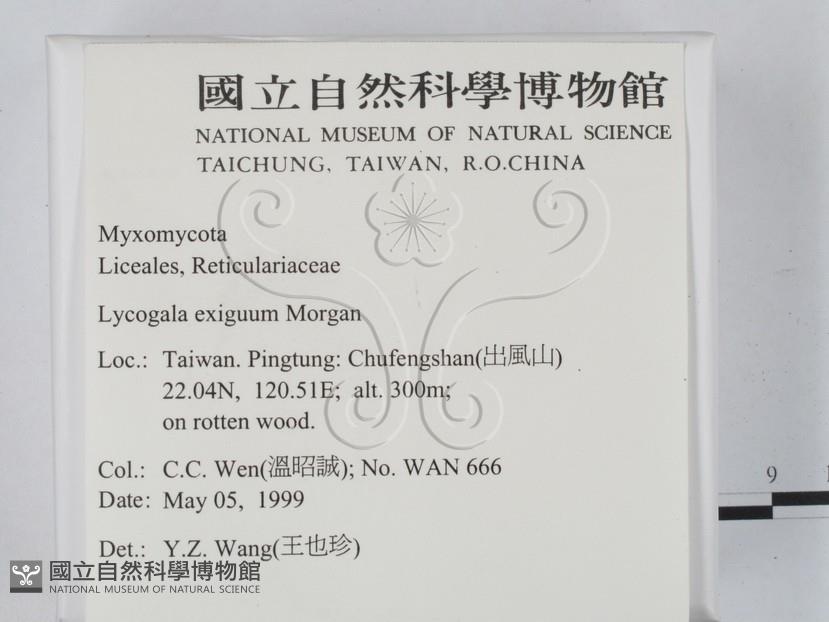 國立自然科學博物館
NATIONAL MUSEUM OF NATURAL SCIENCE
TAICHUNG, TAIWAN, R.O.CHINA
Myxomycota
Liceales, Reticulariaceae
Lycogala exiguum Morgan
Loc.: Taiwan. Pingtung: Chufengshan(出風山)
22.04N, 120.51E; alt. 300m;
on rotten wood.
Col.: C.C. Wen(溫昭誠); No. WAN 666
Date: May 05, 1999
Det.: Y.Z. Wang(王也珍)
9
國立自然科學博物館
NATIONAL MUSEUM OF NATURAL SCIENCE